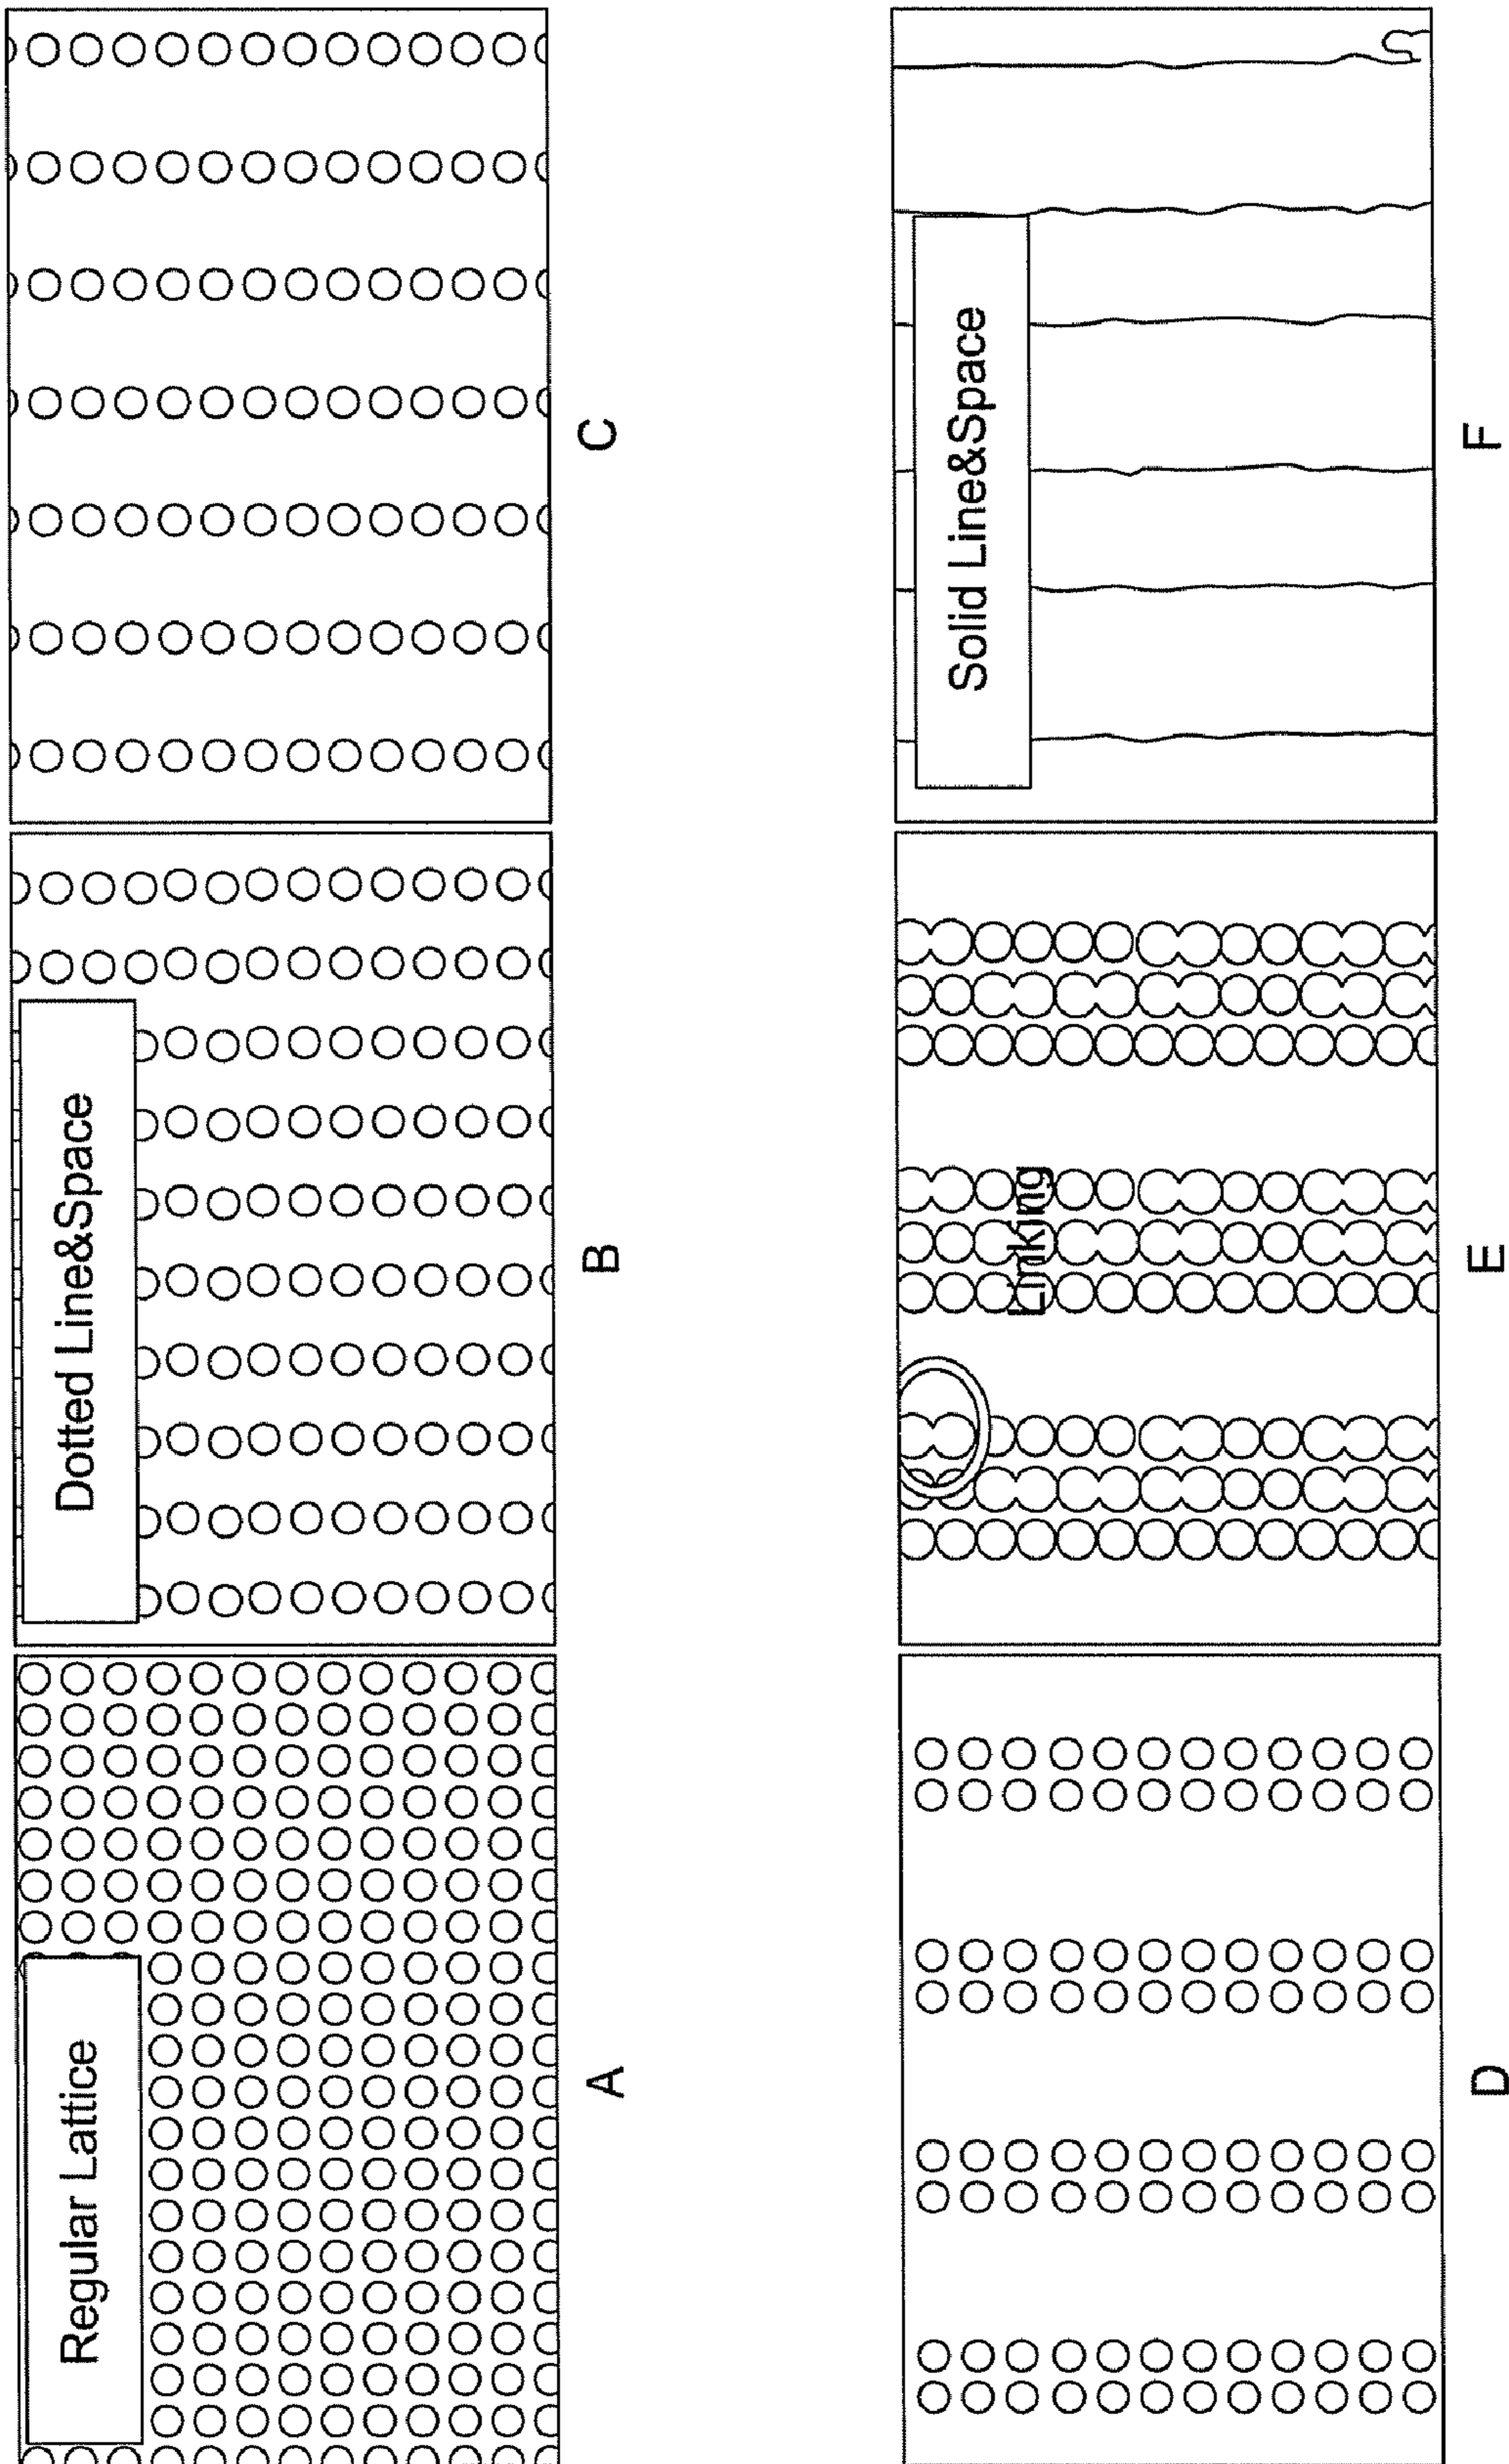 Regular Lattice
Dotted Line&Space
A
B
C
Linking
Solid Line&Space
D
E
F